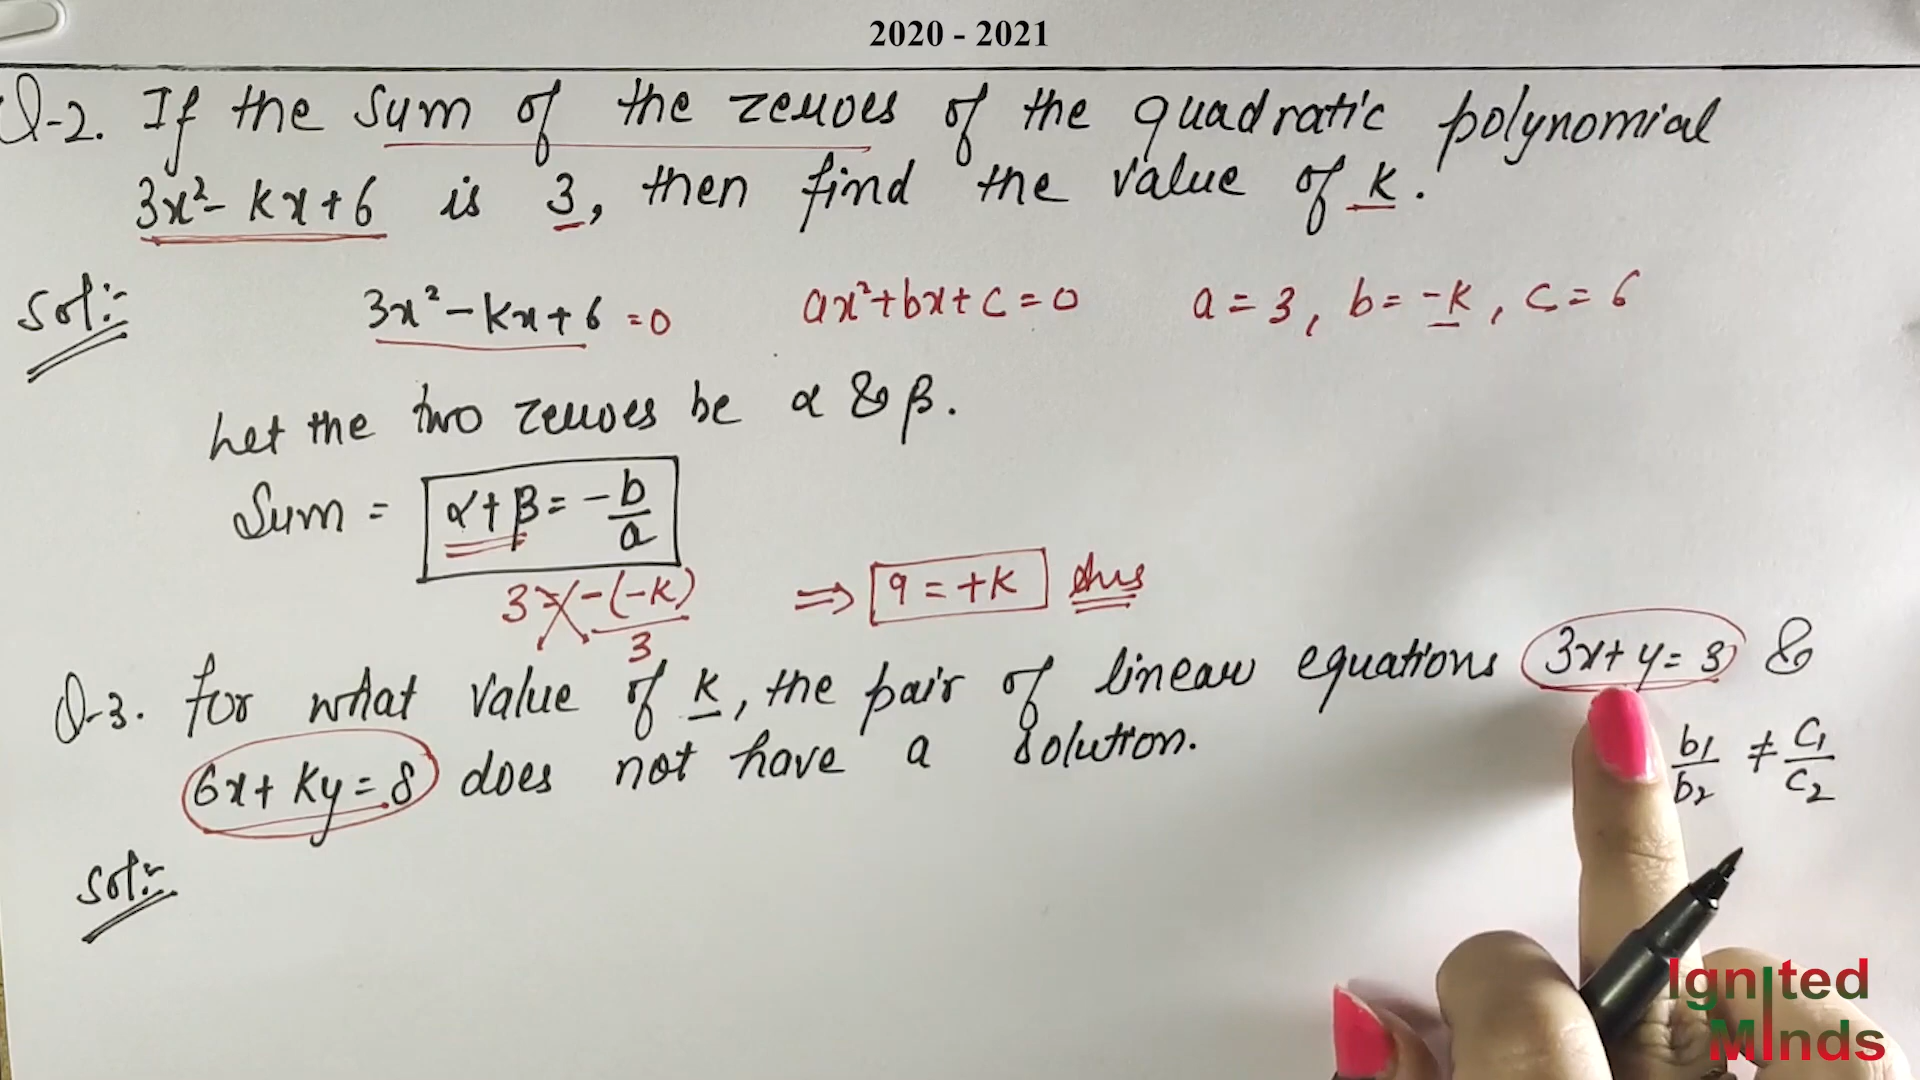 2020 - 2021
Q-2. If the sum of the zeroes of the quadratic polynomial
3x²- kx+6 is 3, then find the value of k.
Sol:-
3x²-kx+6 =0 ax²+bx+c=0 a=3, b=-k, c=6
Let the two zeroes be α & β.
Sum = α+β=-b/a
3=-(-k)/3 ⇒ 9=+k Ans
Q-3. for what value of k, the pair of linear equations 3x+y=3 &
6x+ky=8 does not have a solution.
b1/b2 ≠ c1/c2
Sol:-
Ignited
Minds